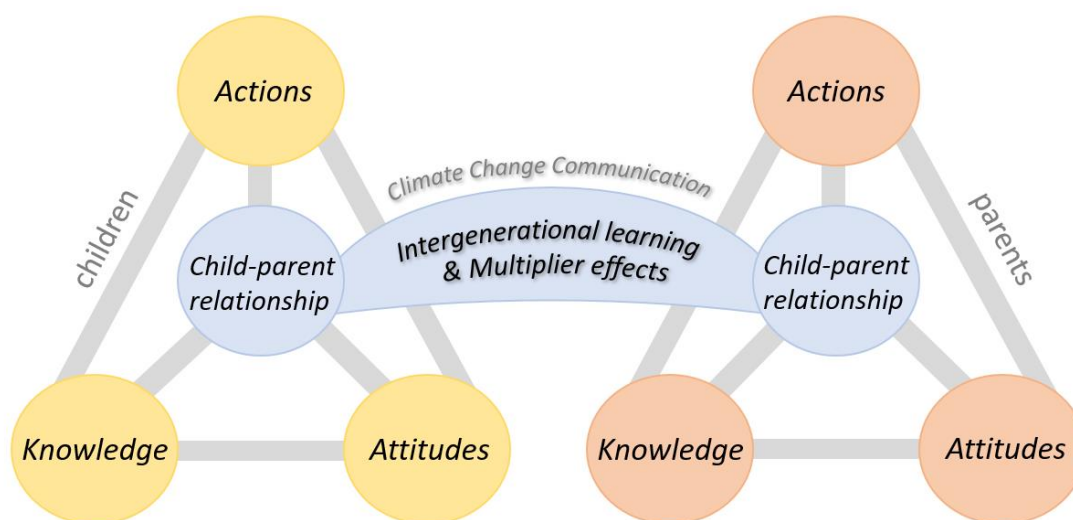 Actions
Actions
Climate Change Communication
children
parents
Intergenerational learning
& Multiplier effects
Child-parent
relationship
Child-parent
relationship
Knowledge
Attitudes
Knowledge
Attitudes